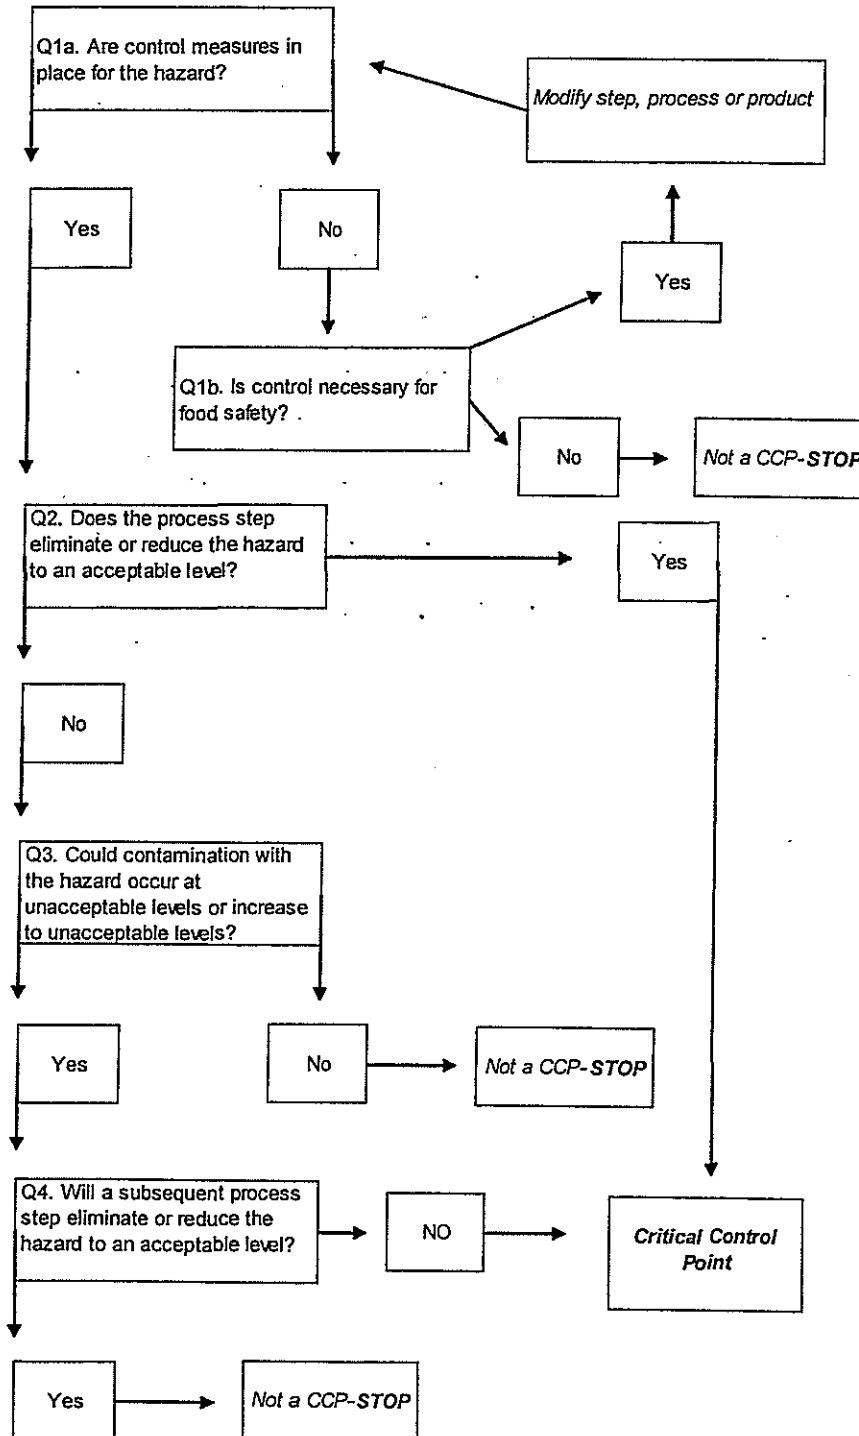 Q1a. Are control measures in
place for the hazard?
Modify step, process or product
Yes
No
Yes
Q1b. Is control necessary for
food safety?
No
Not a CCP-STOP
Q2. Does the process step
eliminate or reduce the hazard
to an acceptable level?
Yes
No
Q3. Could contamination with
the hazard occur at
unacceptable levels or increase
to unacceptable levels?
Yes
No
Not a CCP-STOP
Q4. Will a subsequent process
step eliminate or reduce the
hazard to an acceptable level?
NO
Critical Control
Point
Yes
Not a CCP-STOP